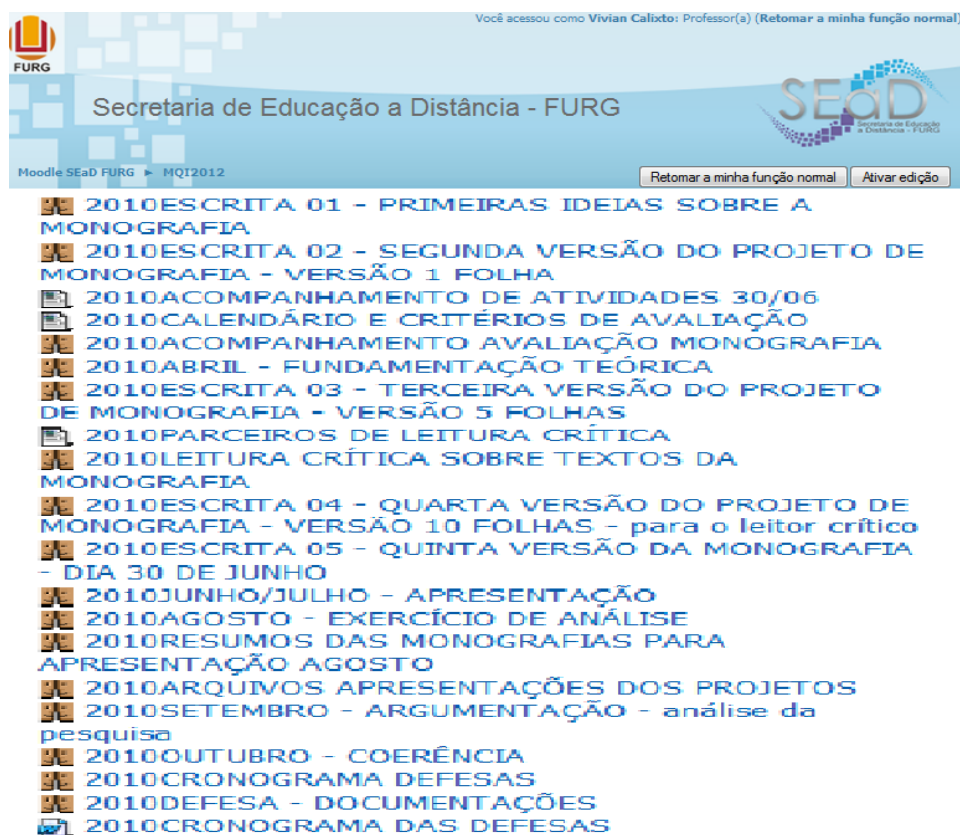 Você acessou como Vivian Calixto: Professor(a) (Retomar a minha função normal)
FURG
Secretaria de Educação a Distância - FURG
SEaD
Secretaria de Educação
a Distância - FURG
Moodle SEaD FURG ► MQI2012
Retomar a minha função normal
Ativar edição
2010ESCRITA 01 - PRIMEIRAS IDEIAS SOBRE A
MONOGRAFIA
2010ESCRITA 02 - SEGUNDA VERSÃO DO PROJETO DE
MONOGRAFIA - VERSÃO 1 FOLHA
2010ACOMPANHAMENTO DE ATIVIDADES 30/06
2010CALENDÁRIO E CRITÉRIOS DE AVALIAÇÃO
2010ACOMPANHAMENTO AVALIAÇÃO MONOGRAFIA
2010ABRIL - FUNDAMENTAÇÃO TEÓRICA
2010ESCRITA 03 - TERCEIRA VERSÃO DO PROJETO
DE MONOGRAFIA - VERSÃO 5 FOLHAS
2010PARCEIROS DE LEITURA CRÍTICA
2010LEITURA CRÍTICA SOBRE TEXTOS DA
MONOGRAFIA
2010ESCRITA 04 - QUARTA VERSÃO DO PROJETO DE
MONOGRAFIA - VERSÃO 10 FOLHAS - para o leitor crítico
2010ESCRITA 05 - QUINTA VERSÃO DA MONOGRAFIA
- DIA 30 DE JUNHO
2010JUNHO/JULHO - APRESENTAÇÃO
2010AGOSTO - EXERCÍCIO DE ANÁLISE
2010RESUMOS DAS MONOGRAFIAS PARA
APRESENTAÇÃO AGOSTO
2010ARQUIVOS APRESENTAÇÕES DOS PROJETOS
2010SETEMBRO - ARGUMENTAÇÃO - análise da
pesquisa
2010OUTUBRO - COERÊNCIA
2010CRONOGRAMA DEFESAS
2010DEFESA - DOCUMENTAÇÕES
2010CRONOGRAMA DAS DEFESAS